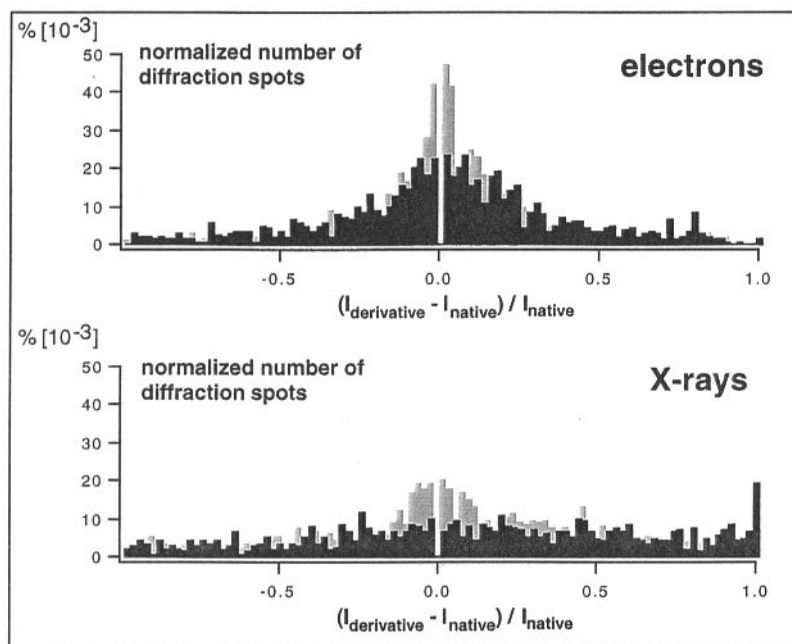 % [10-3]
normalized number of
diffraction spots
electrons
50
40
30
20
10
0
-0.5
0.0
0.5
1.0
(Iderivative - Inative) / Inative
% [10-3]
normalized number of
diffraction spots
X-rays
50
40
30
20
10
0
-0.5
0.0
0.5
1.0
(Iderivative - Inative) / Inative